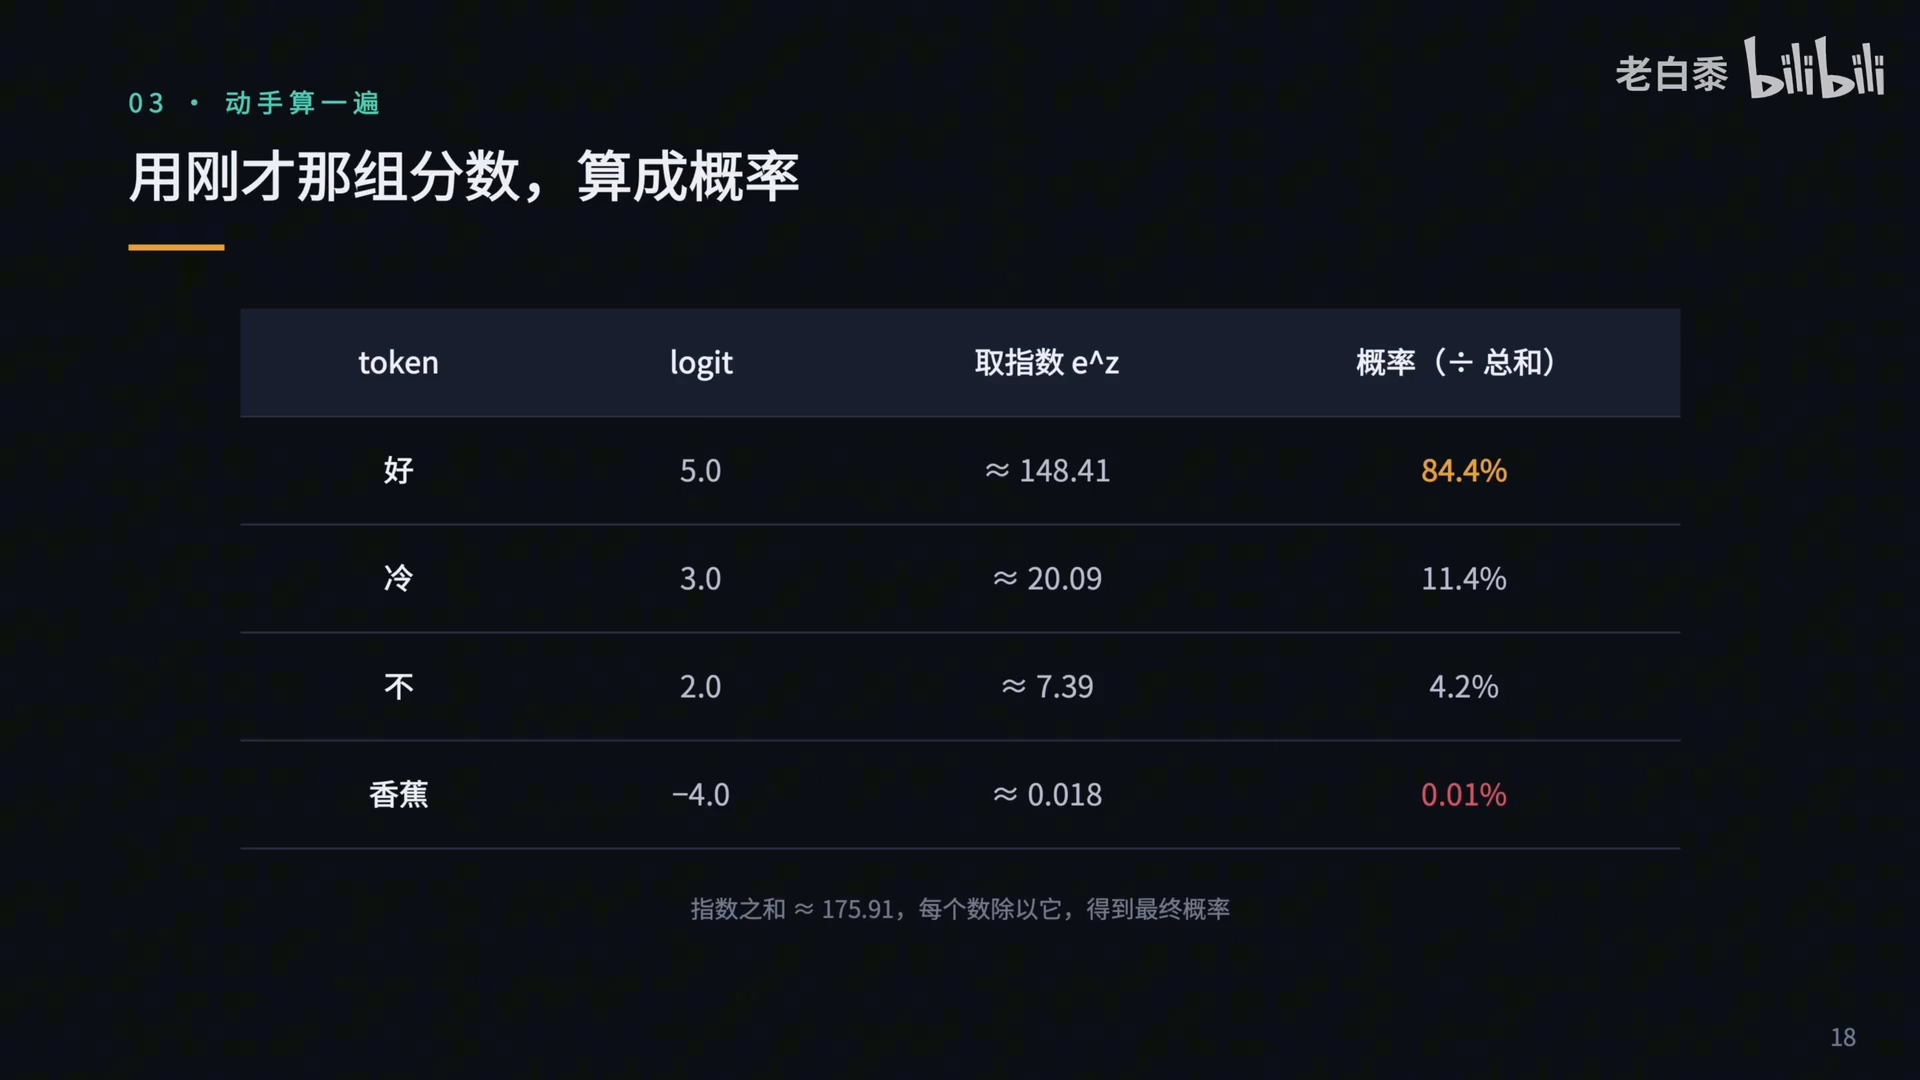 老白黍 bilibili
03 · 动手算一遍
用刚才那组分数，算成概率
token logit 取指数 e^z 概率（÷ 总和）
好 5.0 ≈ 148.41 84.4%
冷 3.0 ≈ 20.09 11.4%
不 2.0 ≈ 7.39 4.2%
香蕉 −4.0 ≈ 0.018 0.01%
指数之和 ≈ 175.91，每个数除以它，得到最终概率
18